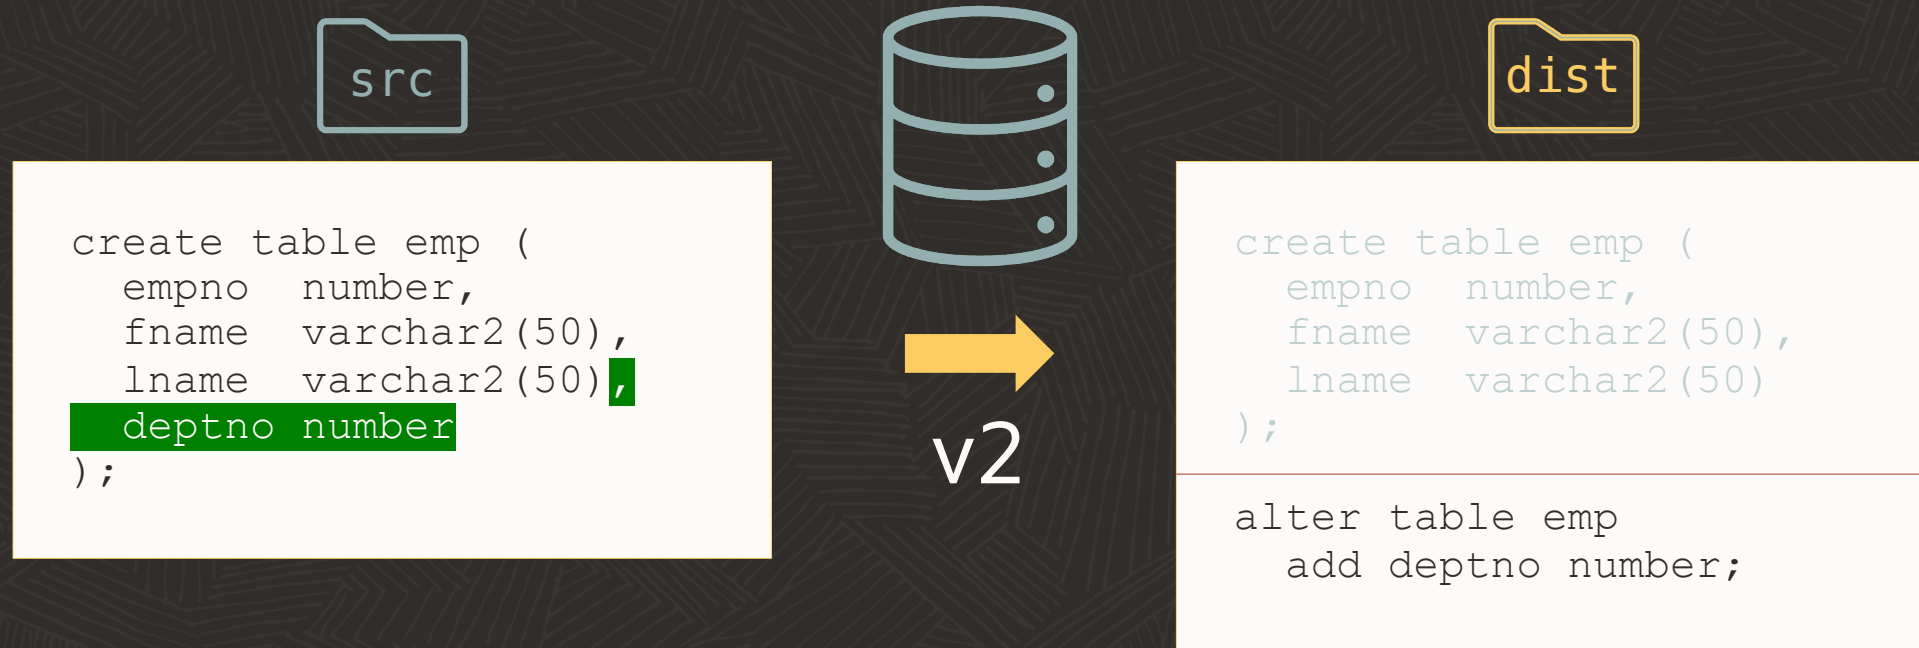 src
create table emp (
  empno  number,
  fname  varchar2(50),
  lname  varchar2(50),
  deptno number
);
v2
dist
create table emp (
  empno  number,
  fname  varchar2(50),
  lname  varchar2(50)
);
alter table emp
  add deptno number;